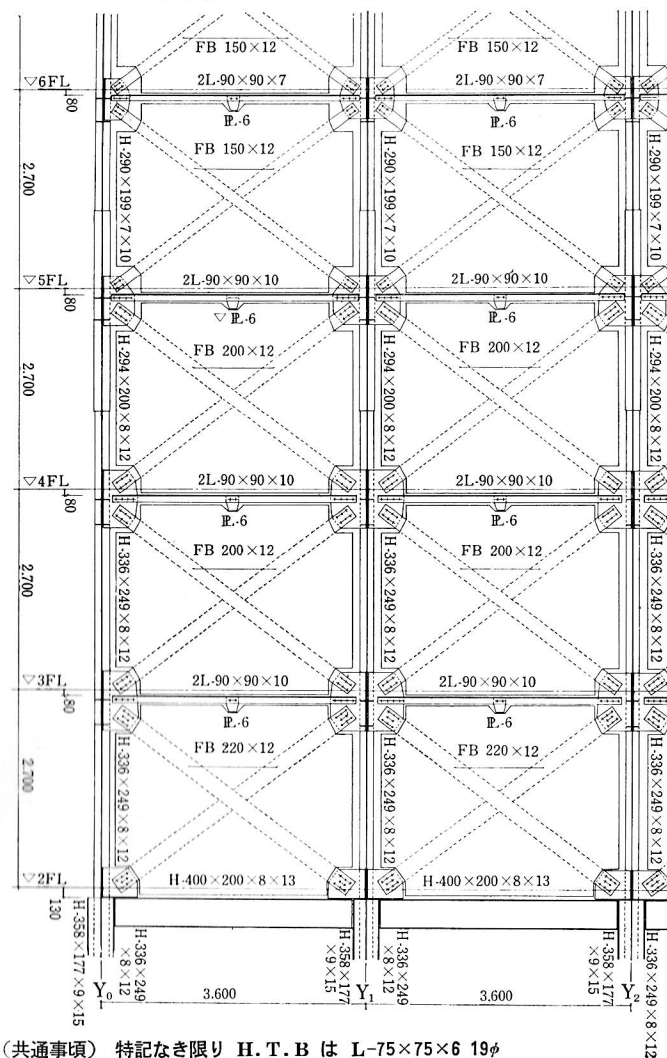 FB 150×12 FB 150×12
▽6FL 2L-90×90×7 2L-90×90×7
80
PL-6 PL-6
FB 150×12 FB 150×12
2.700
H-290×199×7×10 H-290×199×7×10 H-290×199×7×10
▽5FL 2L-90×90×10 2L-90×90×10
80
▽ PL-6 PL-6
FB 200×12 FB 200×12
2.700
H-294×200×8×12 H-294×200×8×12 H-294×200×8×12
▽4FL 2L-90×90×10 2L-90×90×10
80
PL-6 PL-6
FB 200×12 FB 200×12
2.700
H-336×249×8×12 H-336×249×8×12 H-336×249×8×12
▽3FL 2L-90×90×10 2L-90×90×10
80
PL-6 PL-6
FB 220×12 FB 220×12
2.700
H-336×249×8×12 H-336×249×8×12 H-336×249×8×12
▽2FL H-400×200×8×13 H-400×200×8×13
130
H-358×177×9×15
H-336×249×8×12
H-358×177×9×15
H-336×249×8×12
H-358×177×9×15
H-336×249×8×12
Y0 3.600 Y1 3.600 Y2
(共通事頃) 特記なき限り H.T.B は L-75×75×6 19φ